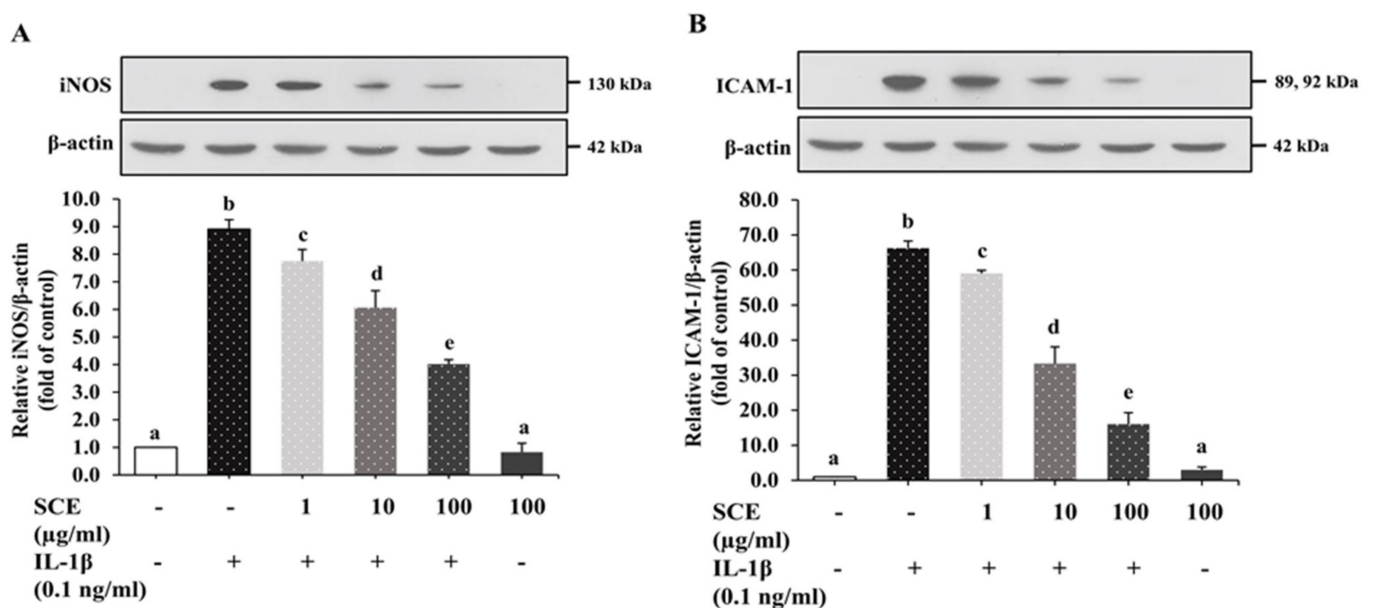 A
iNOS
130 kDa
β-actin
42 kDa
Relative iNOS/β-actin
(fold of control)
10.0
9.0
8.0
7.0
6.0
5.0
4.0
3.0
2.0
1.0
0.0
a
b
c
d
e
a
SCE - - 1 10 100 100
(µg/ml)
IL-1β - + + + + -
(0.1 ng/ml)
B
ICAM-1
89, 92 kDa
β-actin
42 kDa
Relative ICAM-1/β-actin
(fold of control)
80.0
70.0
60.0
50.0
40.0
30.0
20.0
10.0
0.0
a
b
c
d
e
a
SCE - - 1 10 100 100
(µg/ml)
IL-1β - + + + + -
(0.1 ng/ml)